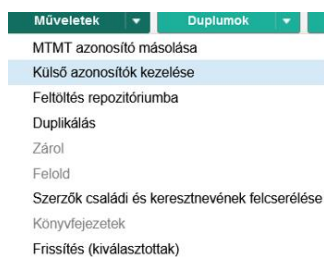 Műveletek Duplumok
MTMT azonosító másolása
Külső azonosítók kezelése
Feltöltés repozitóriumba
Duplikálás
Zárol
Felold
Szerzők családi és keresztnevének felcserélése
Könyvfejezetek
Frissítés (kiválasztottak)